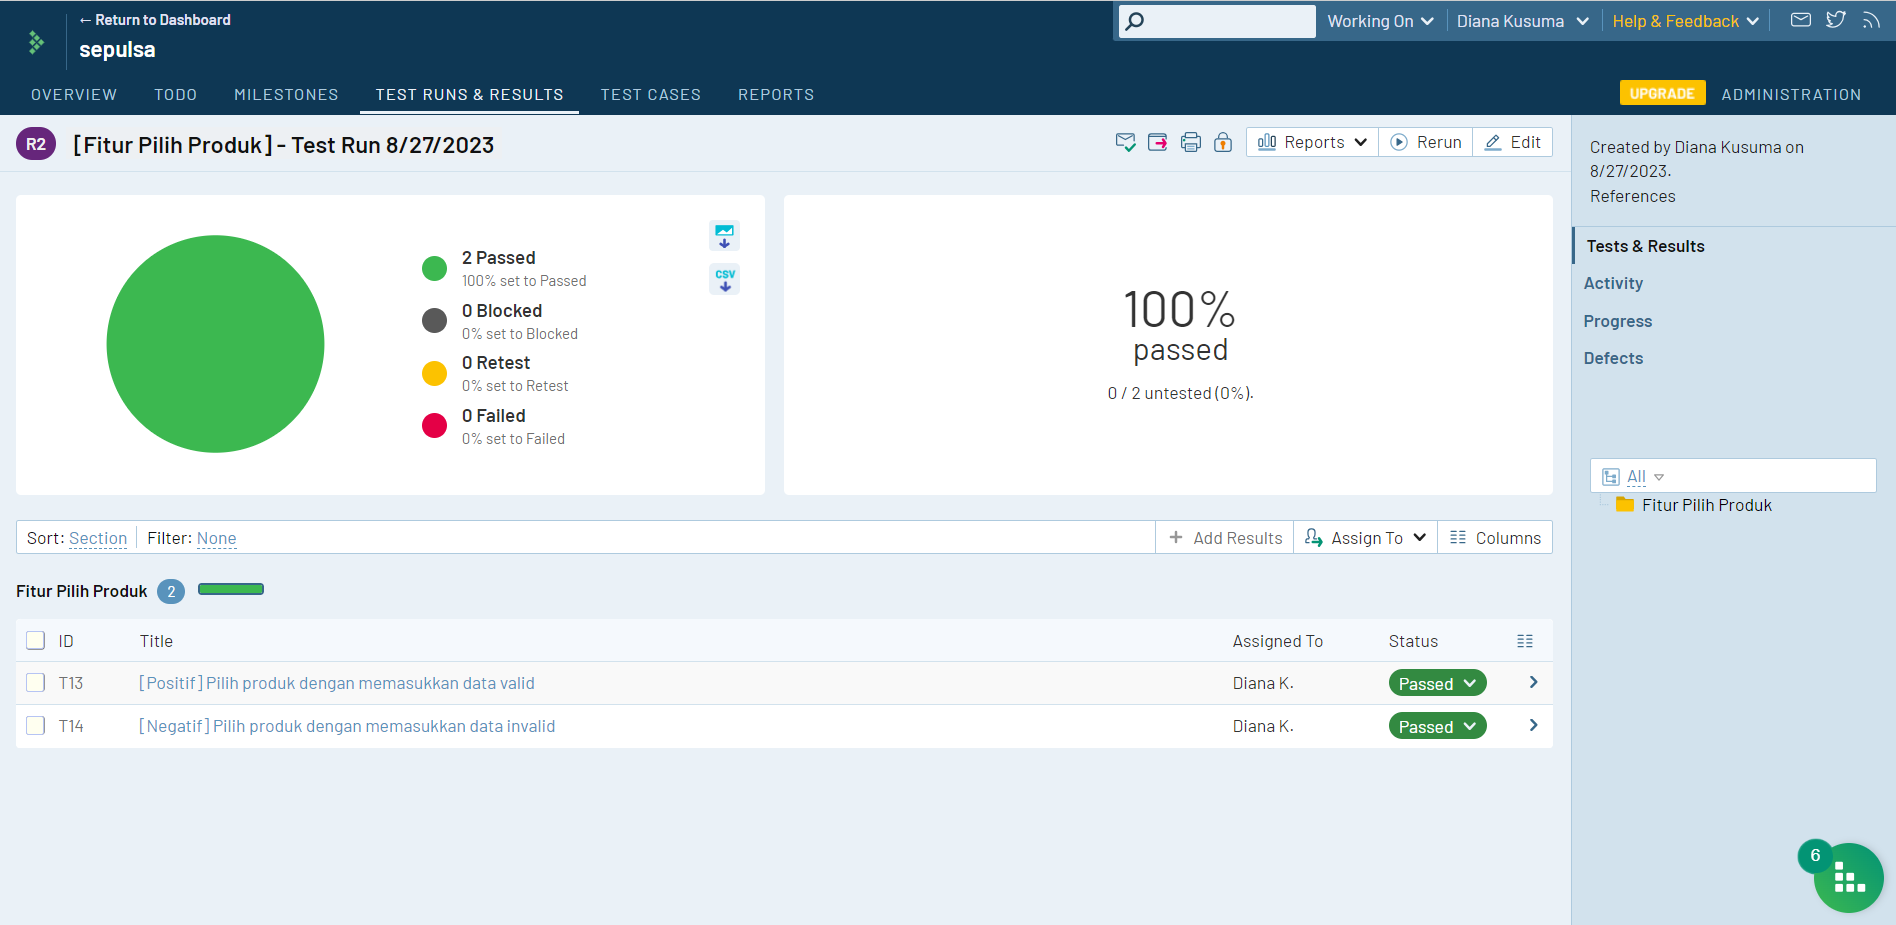 ← Return to Dashboard
sepulsa
Working On
Diana Kusuma
Help & Feedback
OVERVIEW
TODO
MILESTONES
TEST RUNS & RESULTS
TEST CASES
REPORTS
UPGRADE
ADMINISTRATION
R2
[Fitur Pilih Produk] - Test Run 8/27/2023
Reports
Rerun
Edit
2 Passed
100% set to Passed
0 Blocked
0% set to Blocked
0 Retest
0% set to Retest
0 Failed
0% set to Failed
CSV
100%
passed
0 / 2 untested (0%).
Sort: Section
Filter: None
Add Results
Assign To
Columns
Fitur Pilih Produk 2
ID Title Assigned To Status
T13 [Positif] Pilih produk dengan memasukkan data valid Diana K. Passed
T14 [Negatif] Pilih produk dengan memasukkan data invalid Diana K. Passed
Created by Diana Kusuma on
8/27/2023.
References
Tests & Results
Activity
Progress
Defects
All
Fitur Pilih Produk
6